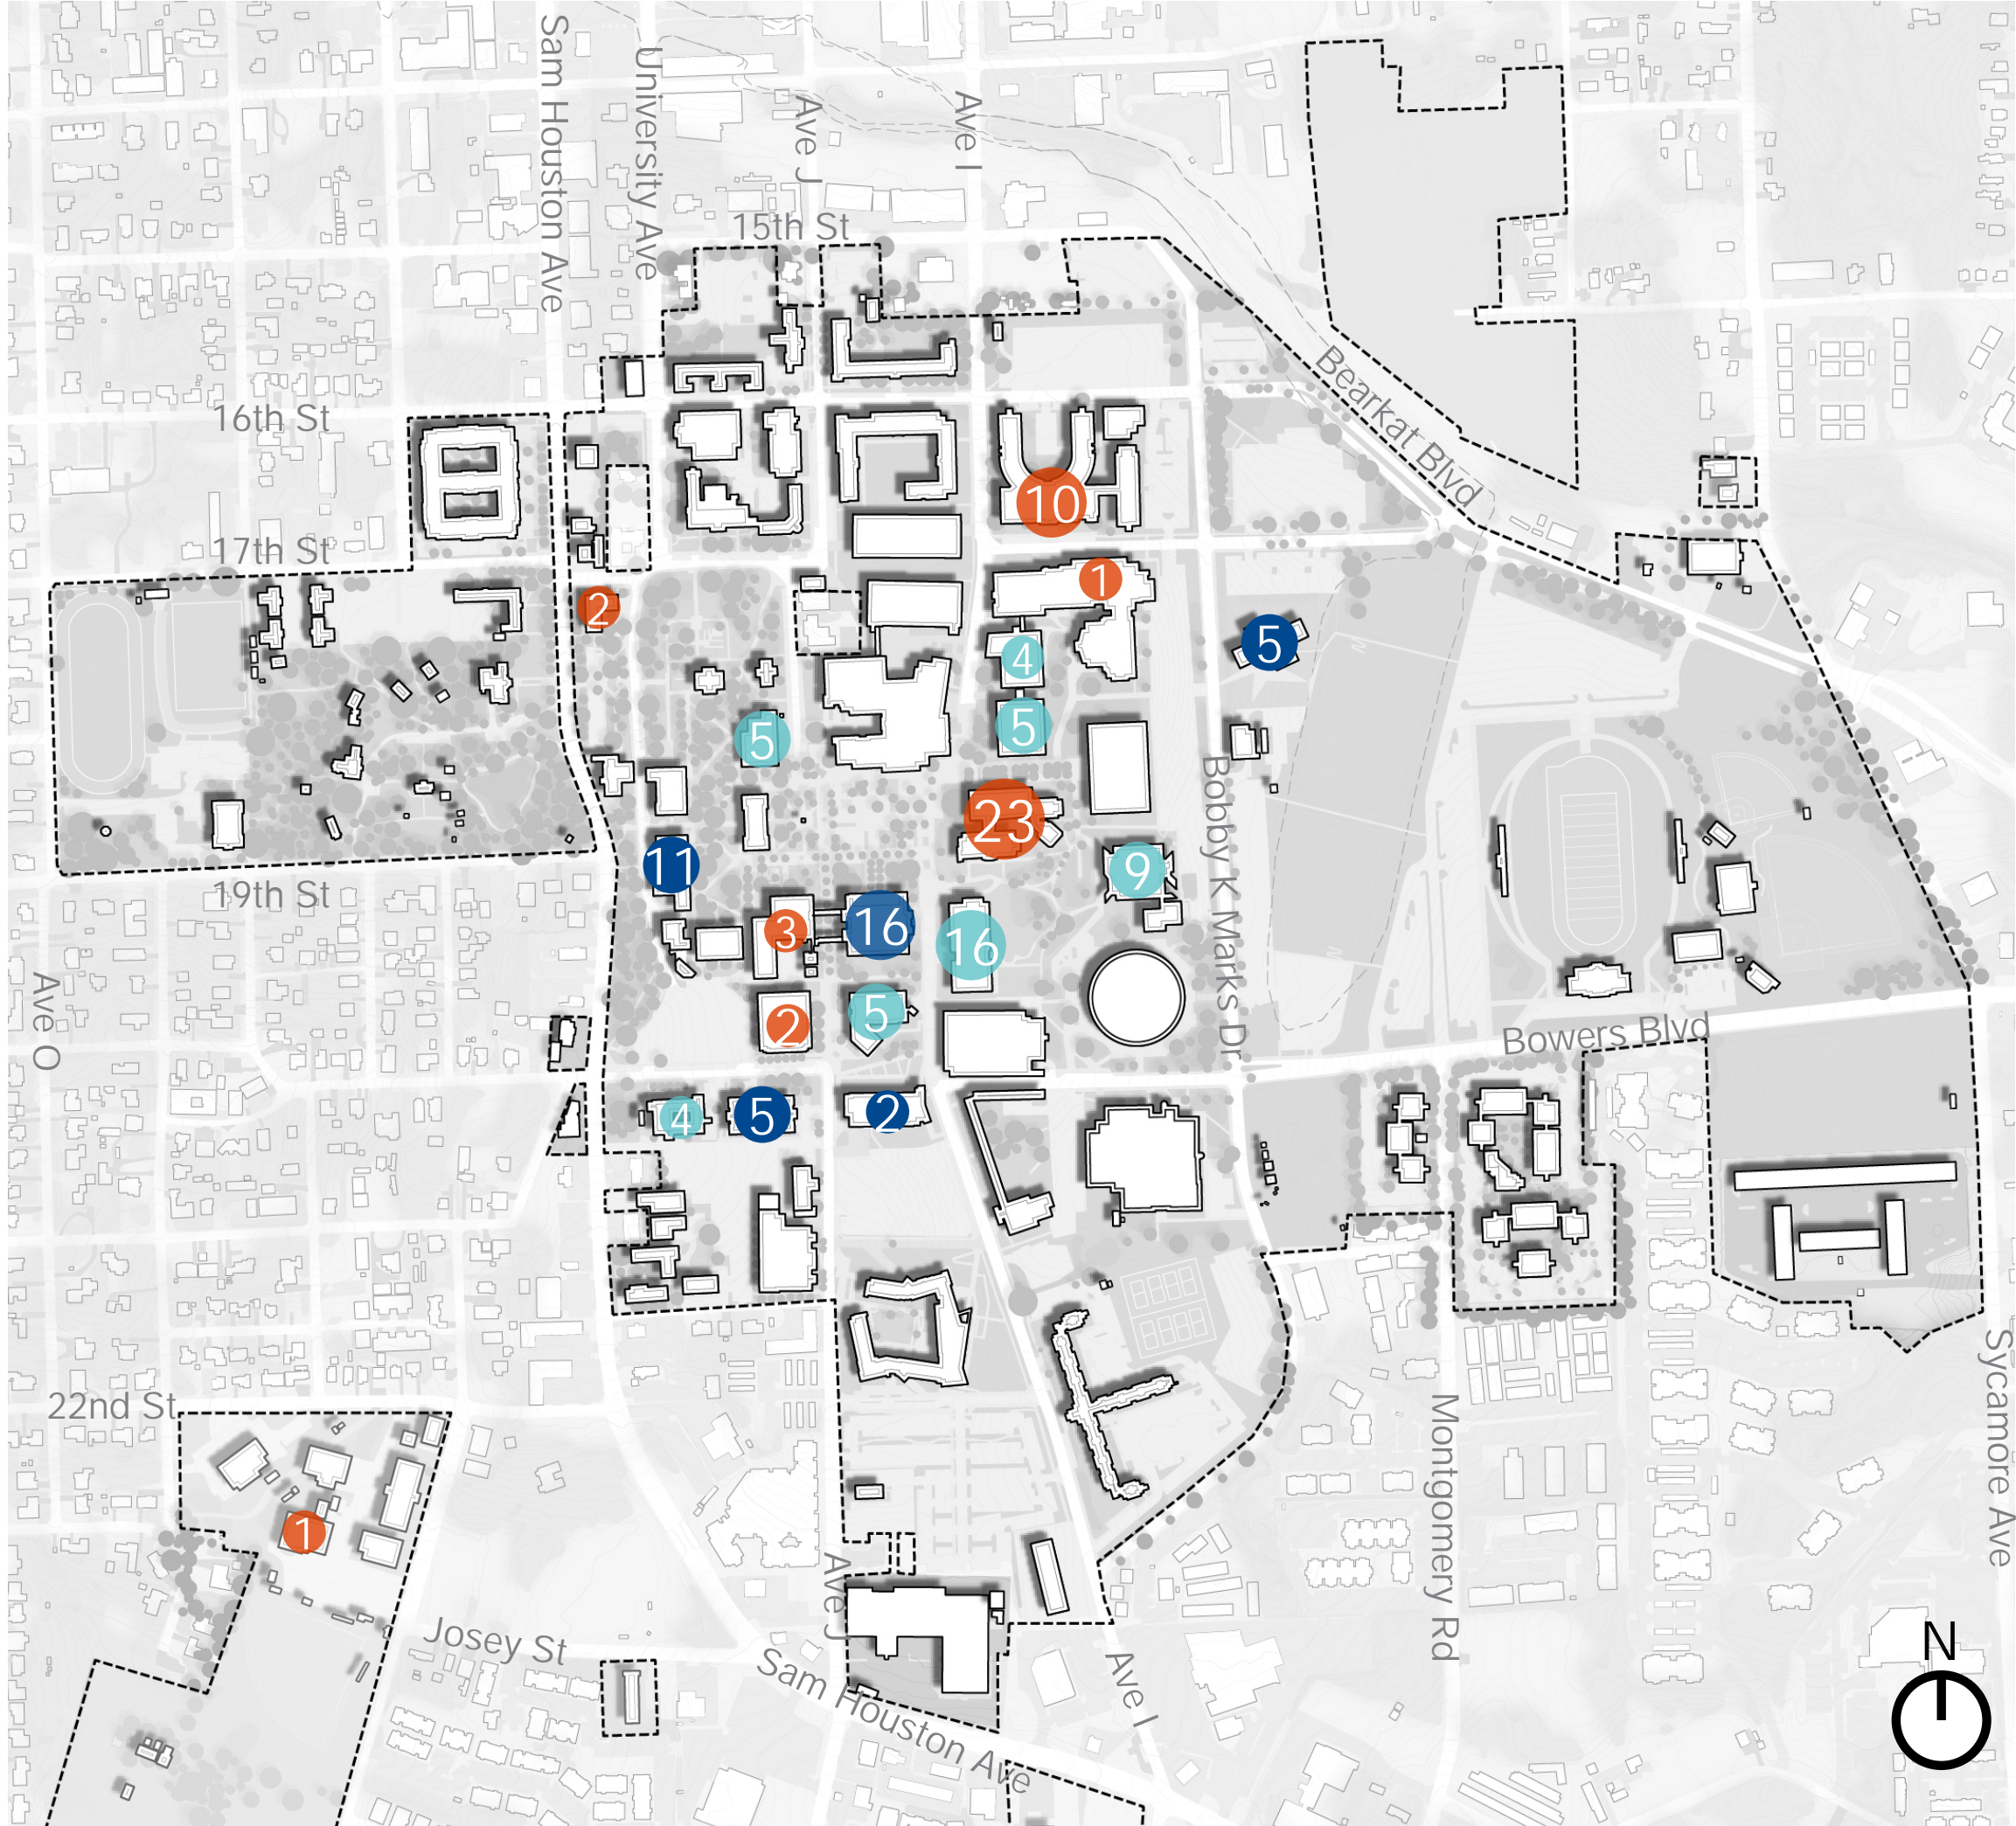 Sam Houston Ave
University Ave
Ave J
Ave I
15th St
Bearkat Blvd
16th St
10
17th St
1
2
5
4
5
5
Bobby K Marks Dr
23
11
9
19th St
3
16
16
Ave O
2
5
Bowers Blvd
4
5
2
22nd St
Sycamore Ave
Montgomery Rd
1
Ave J
Josey St
Sam Houston Ave
Ave I
N